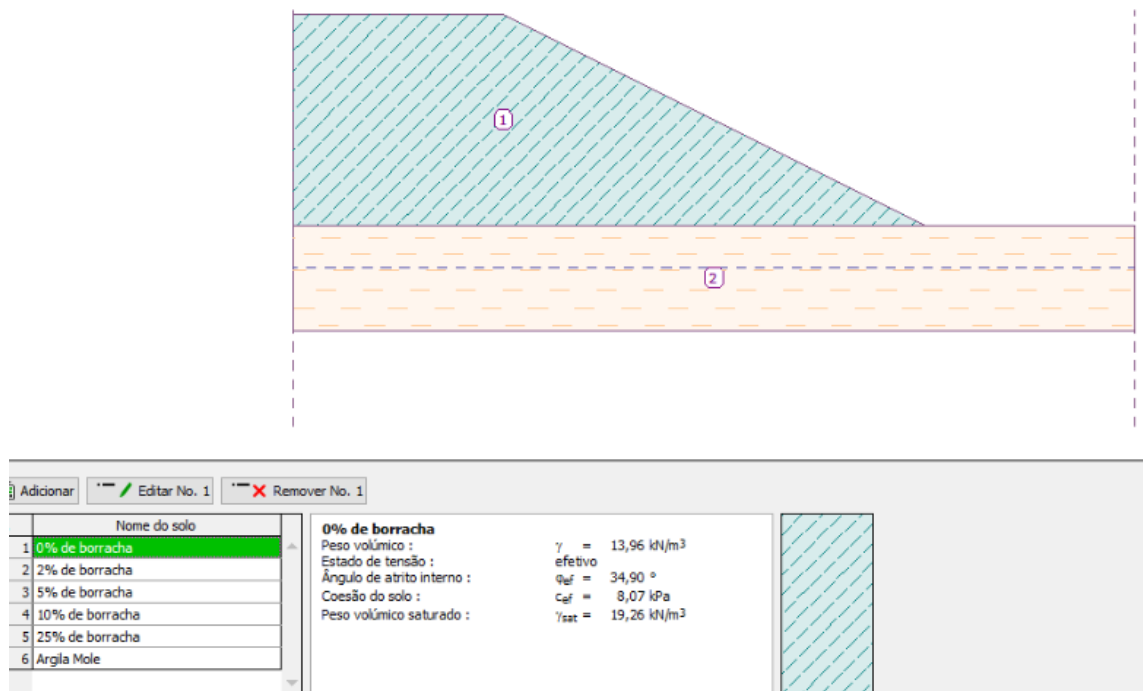 1
2
Adicionar Editar No. 1 Remover No. 1
Nome do solo
1 0% de borracha
2 2% de borracha
3 5% de borracha
4 10% de borracha
5 25% de borracha
6 Argila Mole
0% de borracha
Peso volúmico : γ = 13,96 kN/m³
Estado de tensão : efetivo
Ângulo de atrito interno : φef = 34,90 °
Coesão do solo : cef = 8,07 kPa
Peso volúmico saturado : γsat = 19,26 kN/m³